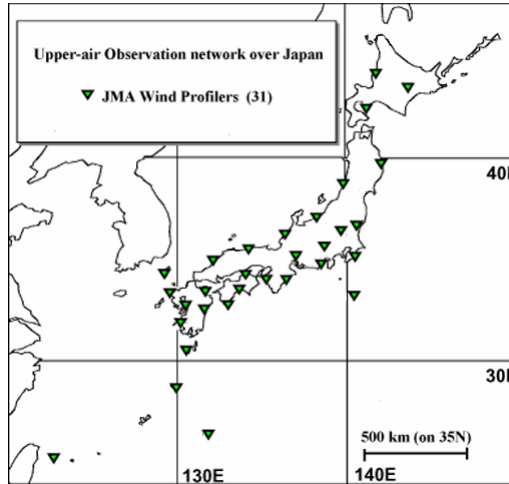 Upper-air Observation network over Japan
JMA Wind Profilers (31)
40N
30N
500 km (on 35N)
130E
140E